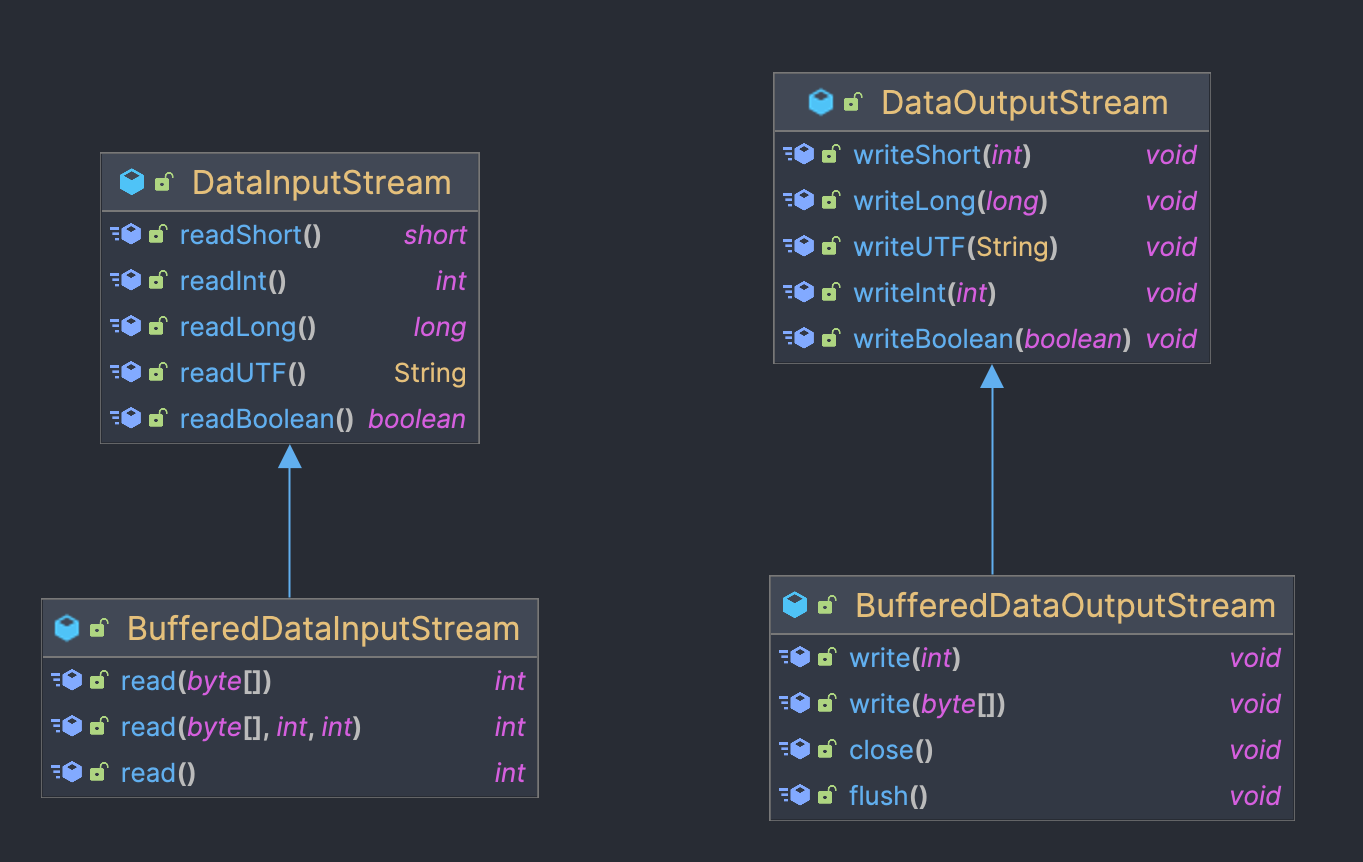 DataInputStream
readShort() short
readInt() int
readLong() long
readUTF() String
readBoolean() boolean
BufferedDataInputStream
read(byte[]) int
read(byte[], int, int) int
read() int
DataOutputStream
writeShort(int) void
writeLong(long) void
writeUTF(String) void
writeInt(int) void
writeBoolean(boolean) void
BufferedDataOutputStream
write(int) void
write(byte[]) void
close() void
flush() void